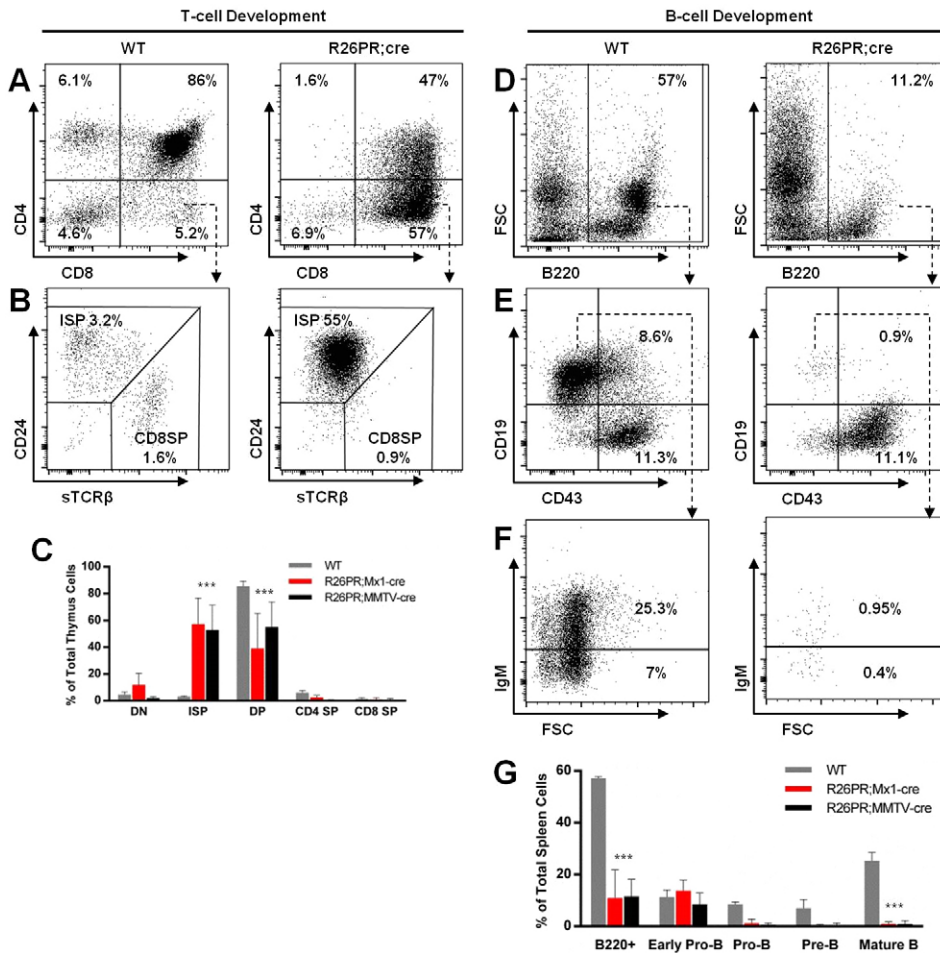 T-cell Development
B-cell Development
WT
R26PR;cre
WT
R26PR;cre
A
6.1%
86%
4.6%
5.2%
CD4
CD8
1.6%
47%
6.9%
57%
CD4
CD8
D
57%
FSC
B220
11.2%
FSC
B220
B
ISP 3.2%
CD8SP
1.6%
CD24
sTCRβ
ISP 55%
CD8SP
0.9%
CD24
sTCRβ
E
8.6%
11.3%
CD19
CD43
0.9%
11.1%
CD19
CD43
C
% of Total Thymus Cells
100
80
60
40
20
0
WT
R26PR;Mx1-cre
R26PR;MMTV-cre
***
***
DN
ISP
DP
CD4 SP
CD8 SP
F
25.3%
7%
IgM
FSC
0.95%
0.4%
IgM
FSC
G
% of Total Spleen Cells
60
40
20
0
WT
R26PR;Mx1-cre
R26PR;MMTV-cre
***
***
B220+
Early Pro-B
Pro-B
Pre-B
Mature B